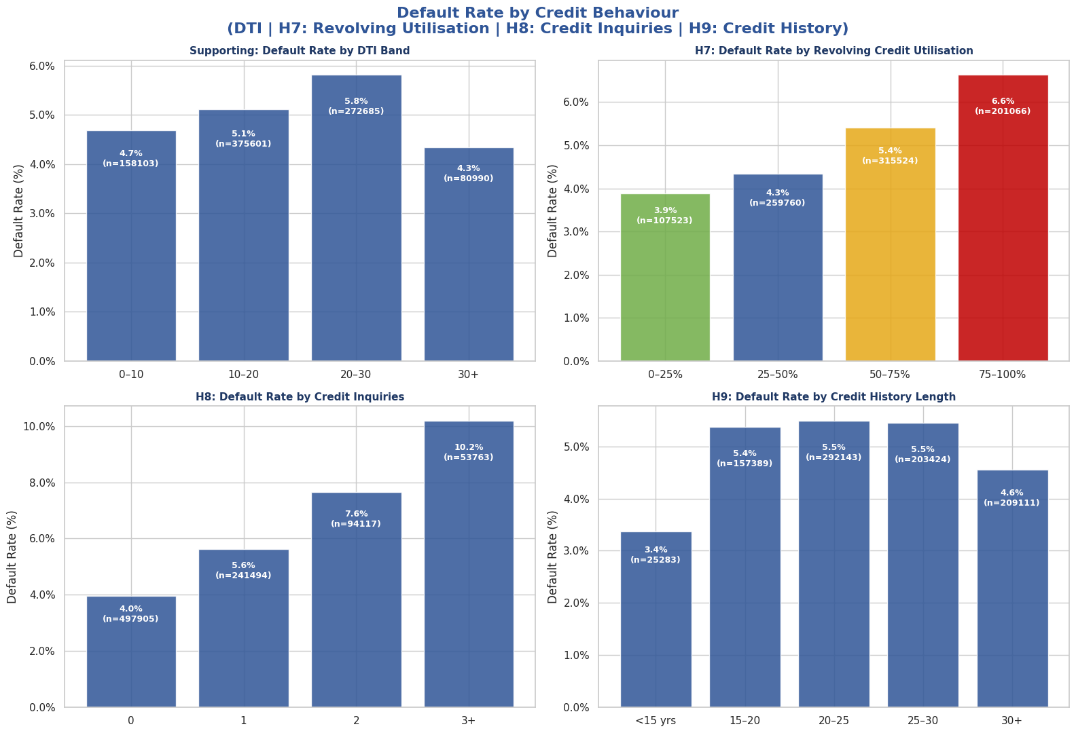 Default Rate by Credit Behaviour
(DTI | H7: Revolving Utilisation | H8: Credit Inquiries | H9: Credit History)
Supporting: Default Rate by DTI Band
Default Rate (%)
6.0%
5.0%
4.0%
3.0%
2.0%
1.0%
0.0%
4.7%
(n=158103)
5.1%
(n=375601)
5.8%
(n=272685)
4.3%
(n=80990)
0–10
10–20
20–30
30+
H7: Default Rate by Revolving Credit Utilisation
Default Rate (%)
6.0%
5.0%
4.0%
3.0%
2.0%
1.0%
0.0%
3.9%
(n=107523)
4.3%
(n=259760)
5.4%
(n=315524)
6.6%
(n=201066)
0–25%
25–50%
50–75%
75–100%
H8: Default Rate by Credit Inquiries
Default Rate (%)
10.0%
8.0%
6.0%
4.0%
2.0%
0.0%
4.0%
(n=497905)
5.6%
(n=241494)
7.6%
(n=94117)
10.2%
(n=53763)
0
1
2
3+
H9: Default Rate by Credit History Length
Default Rate (%)
5.0%
4.0%
3.0%
2.0%
1.0%
0.0%
3.4%
(n=25283)
5.4%
(n=157389)
5.5%
(n=292143)
5.5%
(n=203424)
4.6%
(n=209111)
<15 yrs
15–20
20–25
25–30
30+